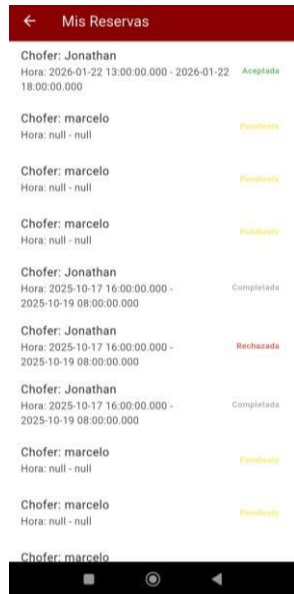 Mis Reservas
Chofer: Jonathan
Hora: 2026-01-22 13:00:00.000 - 2026-01-22
18:00:00.000
Aceptada
Chofer: marcelo
Hora: null - null
Pendiente
Chofer: marcelo
Hora: null - null
Pendiente
Chofer: marcelo
Hora: null - null
Pendiente
Chofer: Jonathan
Hora: 2025-10-17 16:00:00.000 -
2025-10-19 08:00:00.000
Completada
Chofer: Jonathan
Hora: 2025-10-17 16:00:00.000 -
2025-10-19 08:00:00.000
Rechazada
Chofer: Jonathan
Hora: 2025-10-17 16:00:00.000 -
2025-10-19 08:00:00.000
Completada
Chofer: marcelo
Hora: null - null
Pendiente
Chofer: marcelo
Hora: null - null
Pendiente
Chofer: marcelo